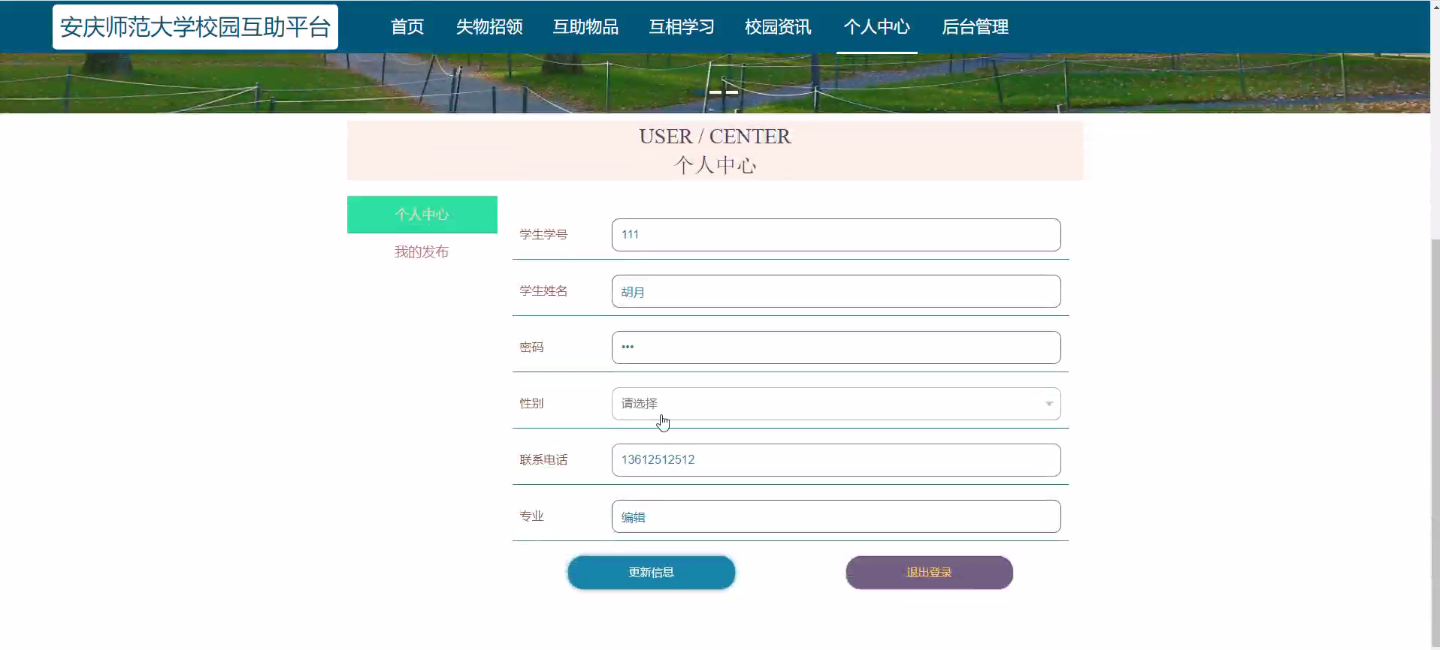 安庆师范大学校园互助平台 首页 失物招领 互助物品 互相学习 校园资讯 个人中心 后台管理
USER / CENTER
个人中心
个人中心
我的发布
学生学号 111
学生姓名 胡月
密码 •••
性别 请选择
联系电话 13612512512
专业 编辑
更新信息 退出登录